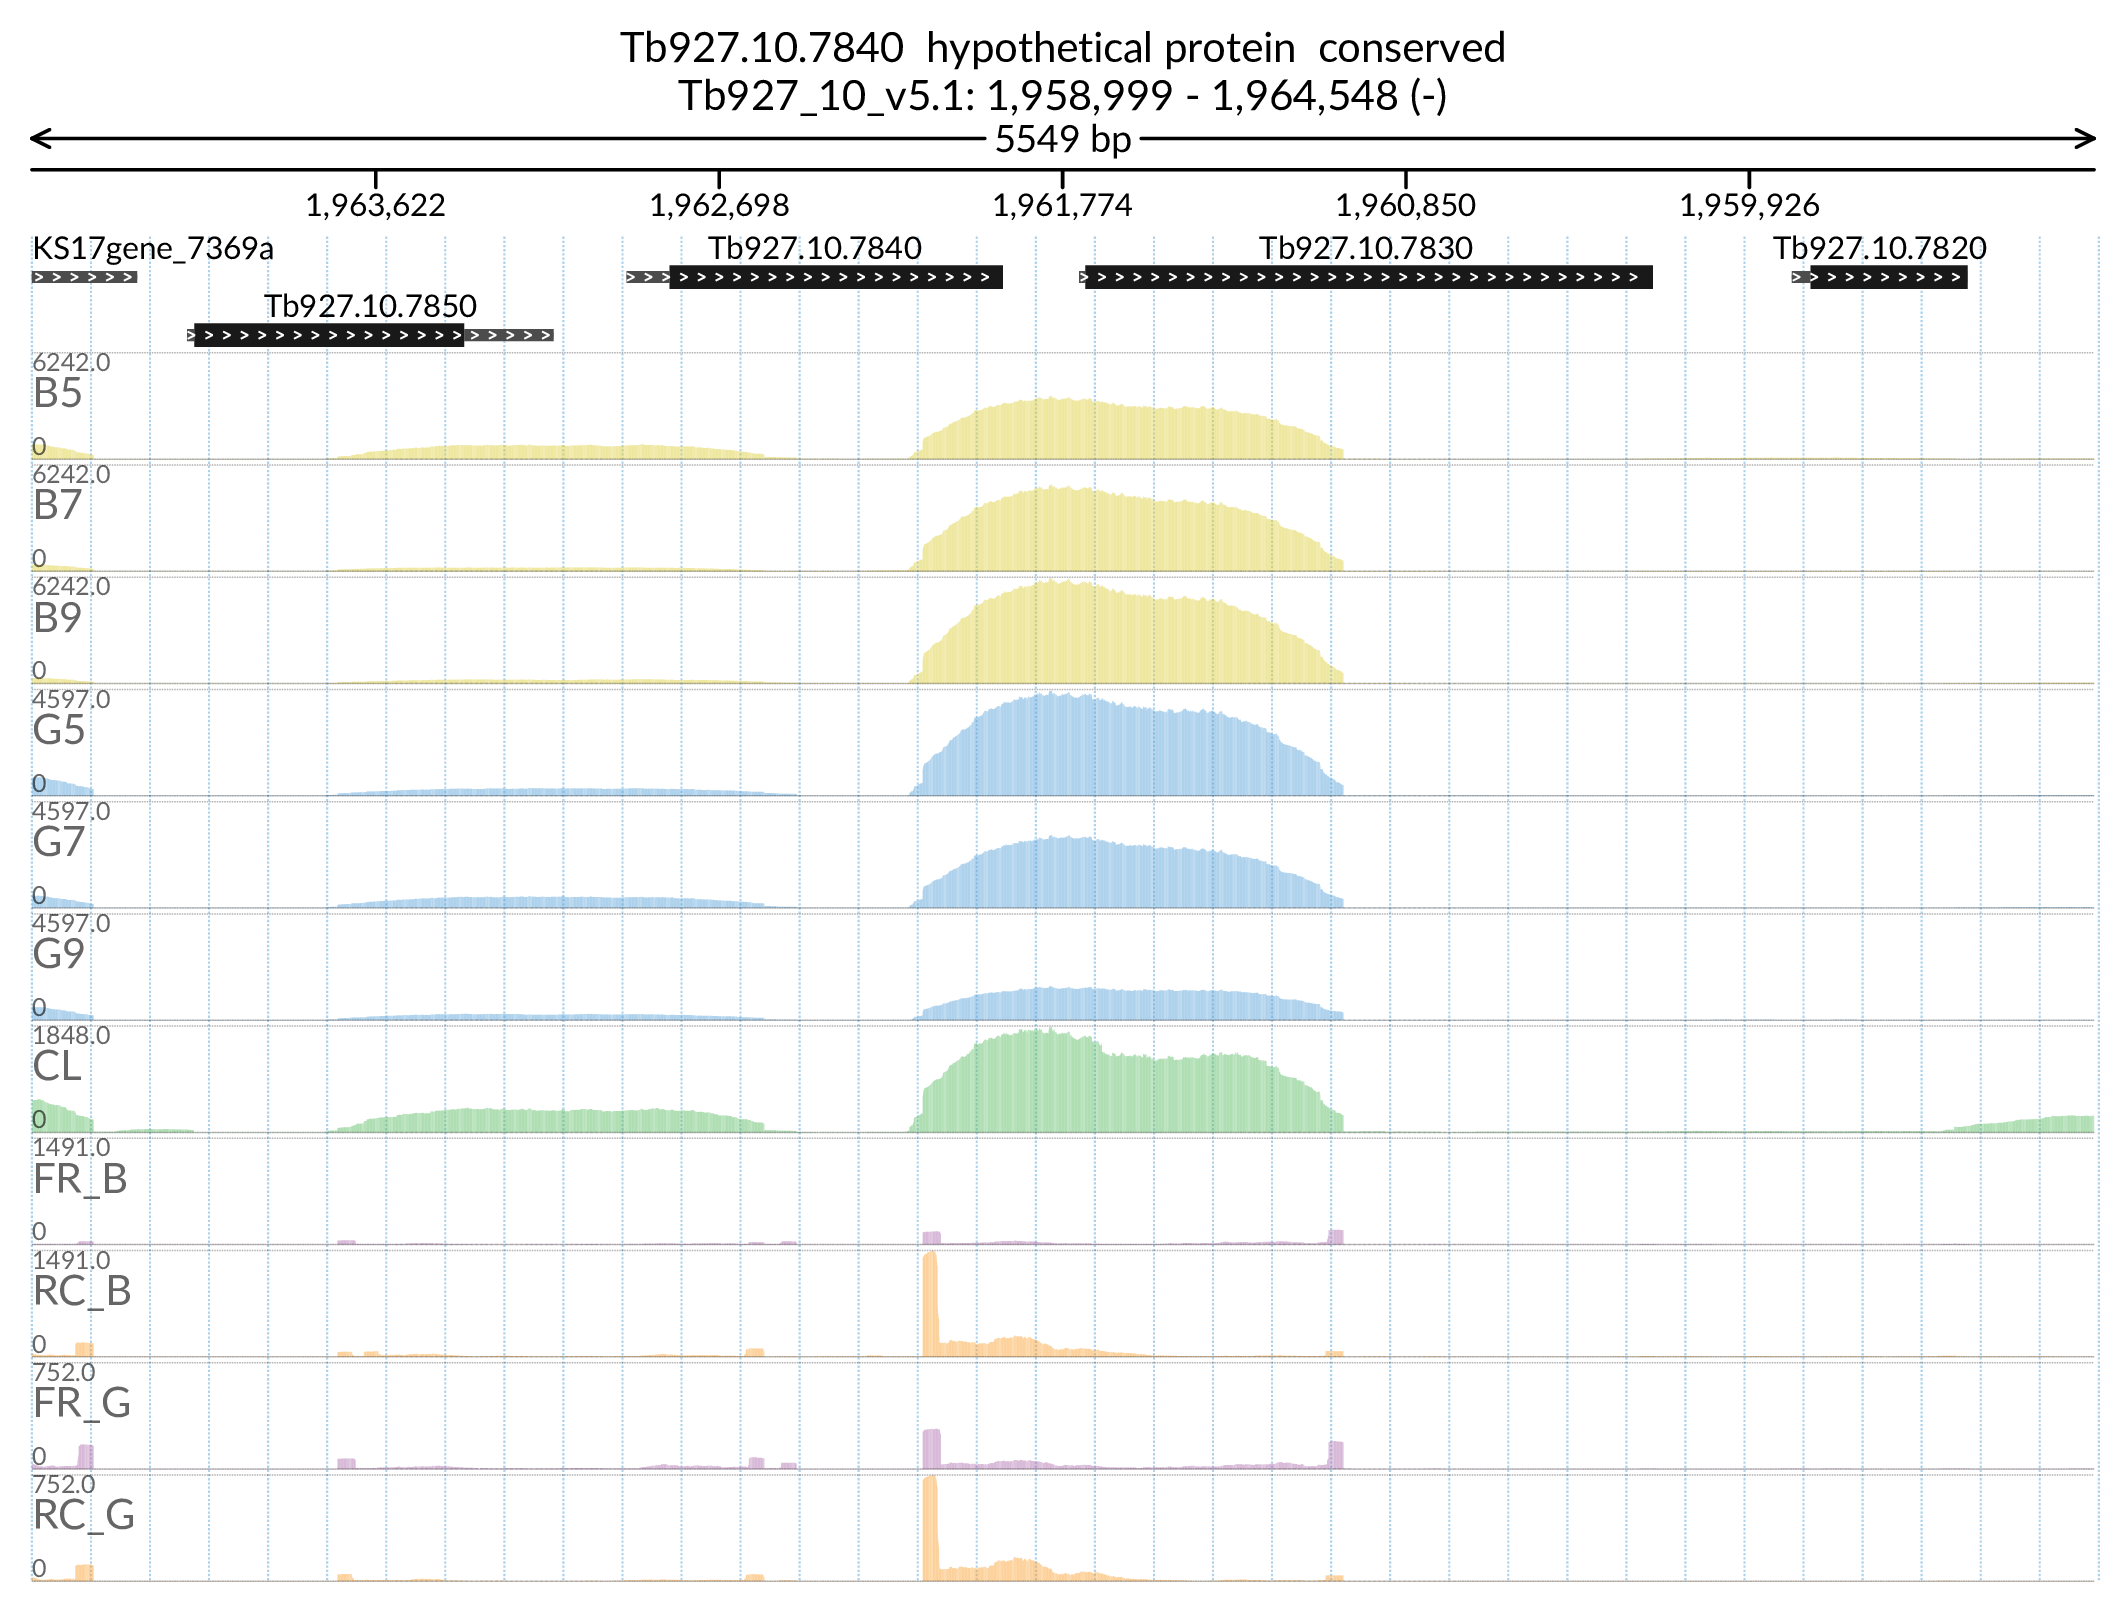 Tb927.10.7840  hypothetical protein  conserved
Tb927_10_v5.1: 1,958,999 - 1,964,548 (-)
5549 bp
1,963,622 1,962,698 1,961,774 1,960,850 1,959,926
KS17gene_7369a Tb927.10.7840 Tb927.10.7830 Tb927.10.7820
Tb927.10.7850
6242.0
B5
0
6242.0
B7
0
6242.0
B9
0
4597.0
G5
0
4597.0
G7
0
4597.0
G9
0
1848.0
CL
0
1491.0
FR_B
0
1491.0
RC_B
0
752.0
FR_G
0
752.0
RC_G
0